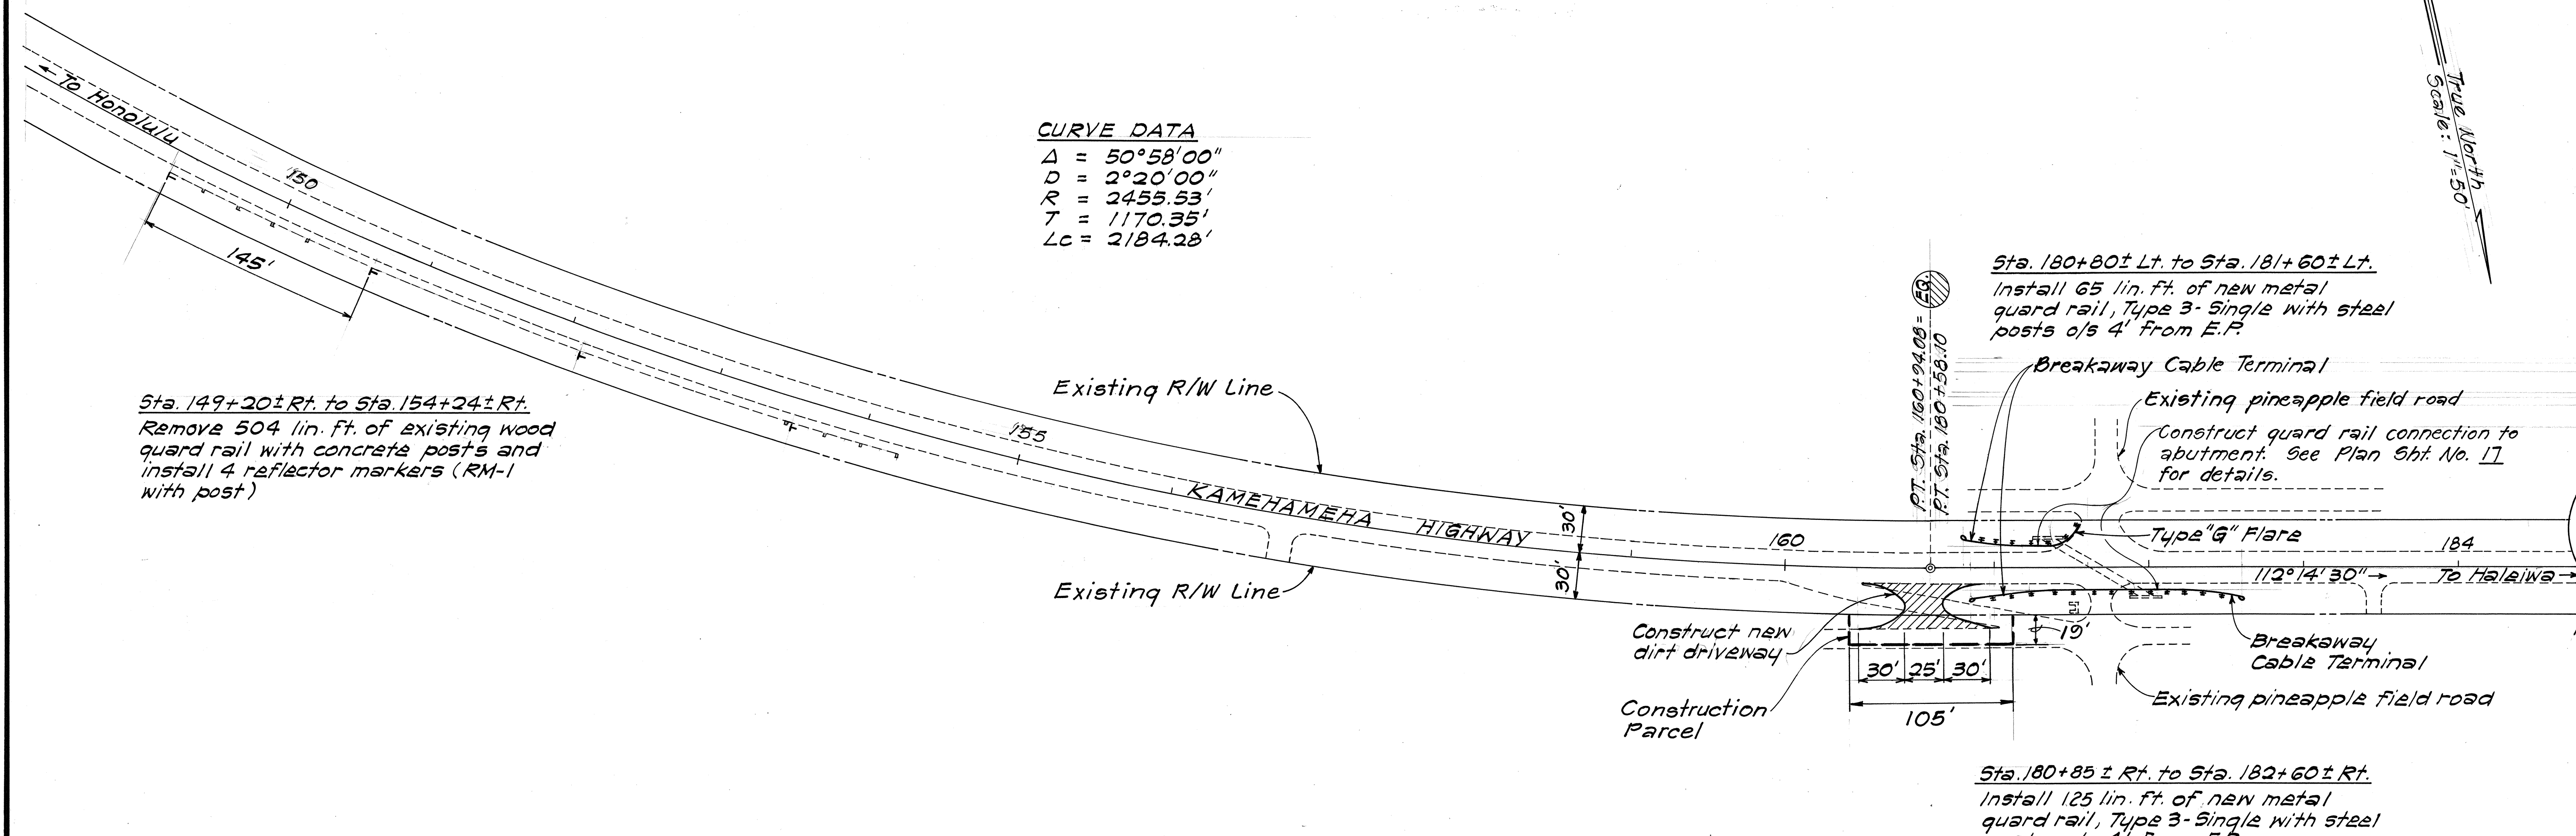 ← To Honolulu
150
145'
CURVE DATA
Δ = 50°58'00"
D = 2°20'00"
R = 2455.53'
T = 1170.35'
Lc = 2184.28'
True North
Scale: 1"=50'
Sta. 149+20± Rt. to Sta. 154+24± Rt.
Remove 504 lin. ft. of existing wood
guard rail with concrete posts and
install 4 reflector markers (RM-1
with post)
Existing R/W Line
155
KAMEHAMEHA HIGHWAY
Existing R/W Line
30'
30'
160
P.T. Sta. 160+94.08 = EQ.
P.T. Sta. 180+58.10
Sta. 180+80± Lt. to Sta. 181+60± Lt.
Install 65 lin. ft. of new metal
guard rail, Type 3-Single with steel
posts o/s 4' from E.P.
Breakaway Cable Terminal
Existing pineapple field road
Construct guard rail connection to
abutment. See Plan Sht. No. 17
for details.
Type "G" Flare
184
112°14'30" →
To Haleiwa →
Construct new
dirt driveway
19'
30' 25' 30'
Construction
Parcel
105'
Breakaway
Cable Terminal
Existing pineapple field road
Sta. 180+85± Rt. to Sta. 182+60± Rt.
Install 125 lin. ft. of new metal
guard rail, Type 3-Single with steel